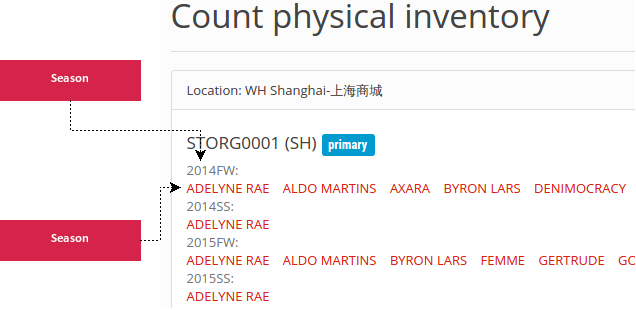 Count physical inventory
Season
Location: WH Shanghai-上海商城
STORG0001 (SH) primary
2014FW:
ADELYNE RAE ALDO MARTINS AXARA BYRON LARS DENIMOCRACY
2014SS:
ADELYNE RAE
Season
2015FW:
ADELYNE RAE ALDO MARTINS BYRON LARS FEMME GERTRUDE GO
2015SS:
ADELYNE RAE